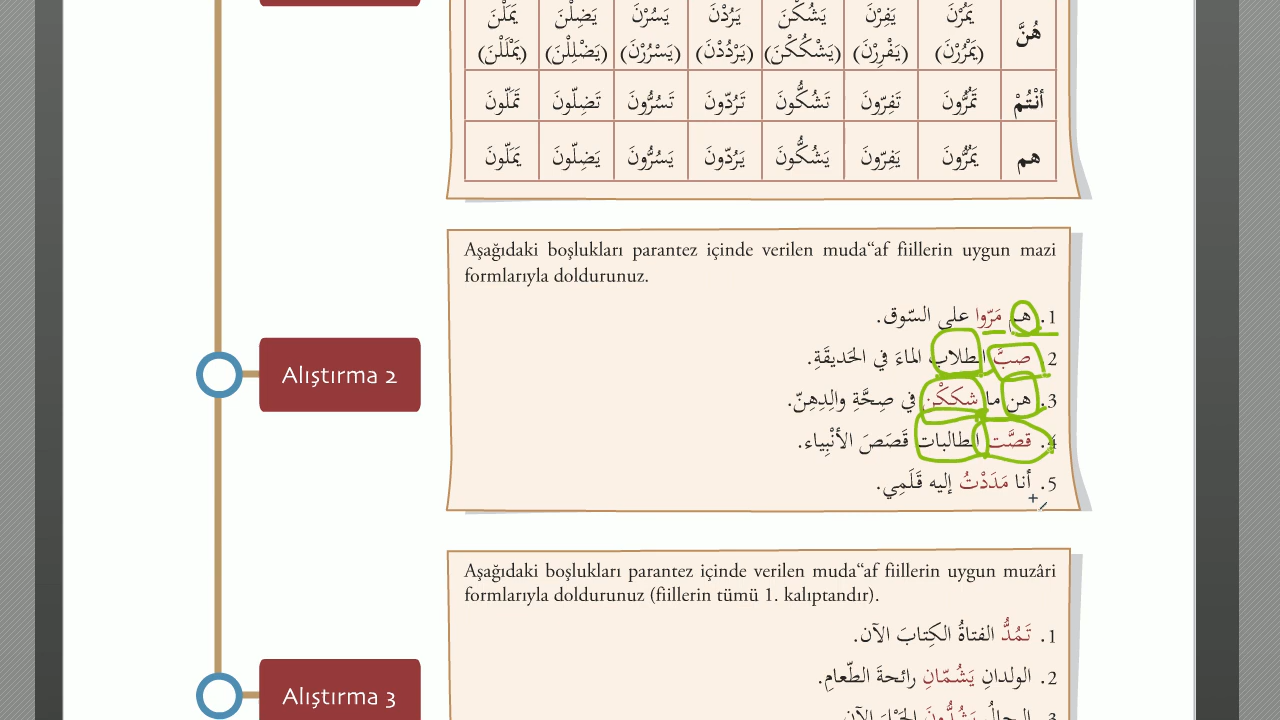 هُنَّ يَمُرْنَ يَفِرْنَ يَشُكْنَ يَرُدْنَ يَسُرْنَ يَضِلْنَ يَمَلْنَ
(يَمْرُرْنَ) (يَفْرِرْنَ) (يَشْكُكْنَ) (يَرْدُدْنَ) (يَسْرُرْنَ) (يَضْلِلْنَ) (يَمْلَلْنَ)
أنْتُمْ تَمُرُّونَ تَفِرّونَ تَشُكُّونَ تَرُدّونَ تَسُرُّونَ تَضِلّونَ تَمَلّونَ
هم يَمُرُّونَ يَفِرّونَ يَشُكُّونَ يَرُدّونَ يَسُرُّونَ يَضِلّونَ يَمَلّونَ
Aşağıdaki boşlukları parantez içinde verilen muda“af fiillerin uygun mazi
formlarıyla doldurunuz.
1. هم مَرّوا على السّوق.
2. صبَّ الطلاب الماءَ في الحَديقَةِ.
3. هن ما شككْن في صِحَّةِ والِدِهِنّ.
4. قصَّت الطالبات قَصَصَ الأنْبِياء.
5. أنا مَدَدْتُ إليه قَلَمِي.
Alıştırma 2
Aşağıdaki boşlukları parantez içinde verilen muda“af fiillerin uygun muzâri
formlarıyla doldurunuz (fiillerin tümü 1. kalıptandır).
1. تَمُدُّ الفتاةُ الكِتابَ الآن.
2. الولدانِ يَشُمّانِ رائحةَ الطّعامِ.
Alıştırma 3